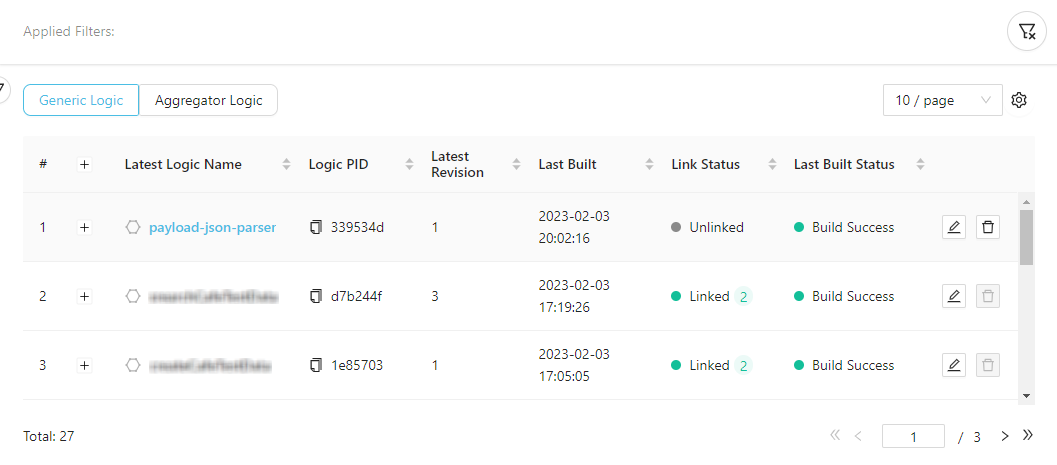 Applied Filters:
Generic Logic Aggregator Logic 10 / page
# + Latest Logic Name Logic PID Latest Revision Last Built Link Status Last Built Status
1 + payload-json-parser 339534d 1 2023-02-03 20:02:16 Unlinked Build Success
2 + d7b244f 3 2023-02-03 17:19:26 Linked 2 Build Success
3 + 1e85703 1 2023-02-03 17:05:05 Linked 2 Build Success
Total: 27 1 / 3